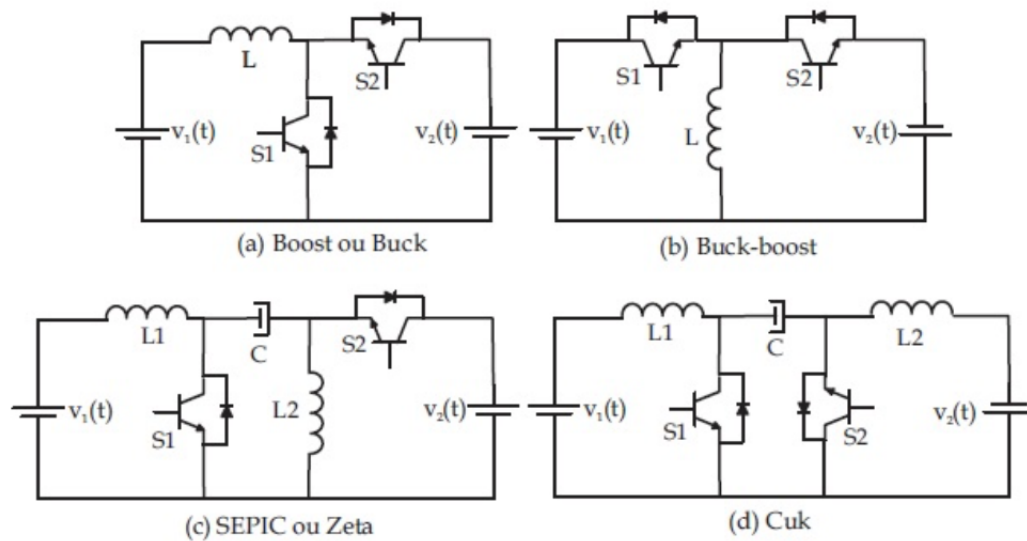 L
S2
v₁(t)
S1
v₂(t)
(a) Boost ou Buck
S1
S2
v₁(t)
L
v₂(t)
(b) Buck-boost
L1
C
S2
v₁(t)
S1
L2
v₂(t)
(c) SEPIC ou Zeta
L1
C
L2
v₁(t)
S1
S2
v₂(t)
(d) Cuk